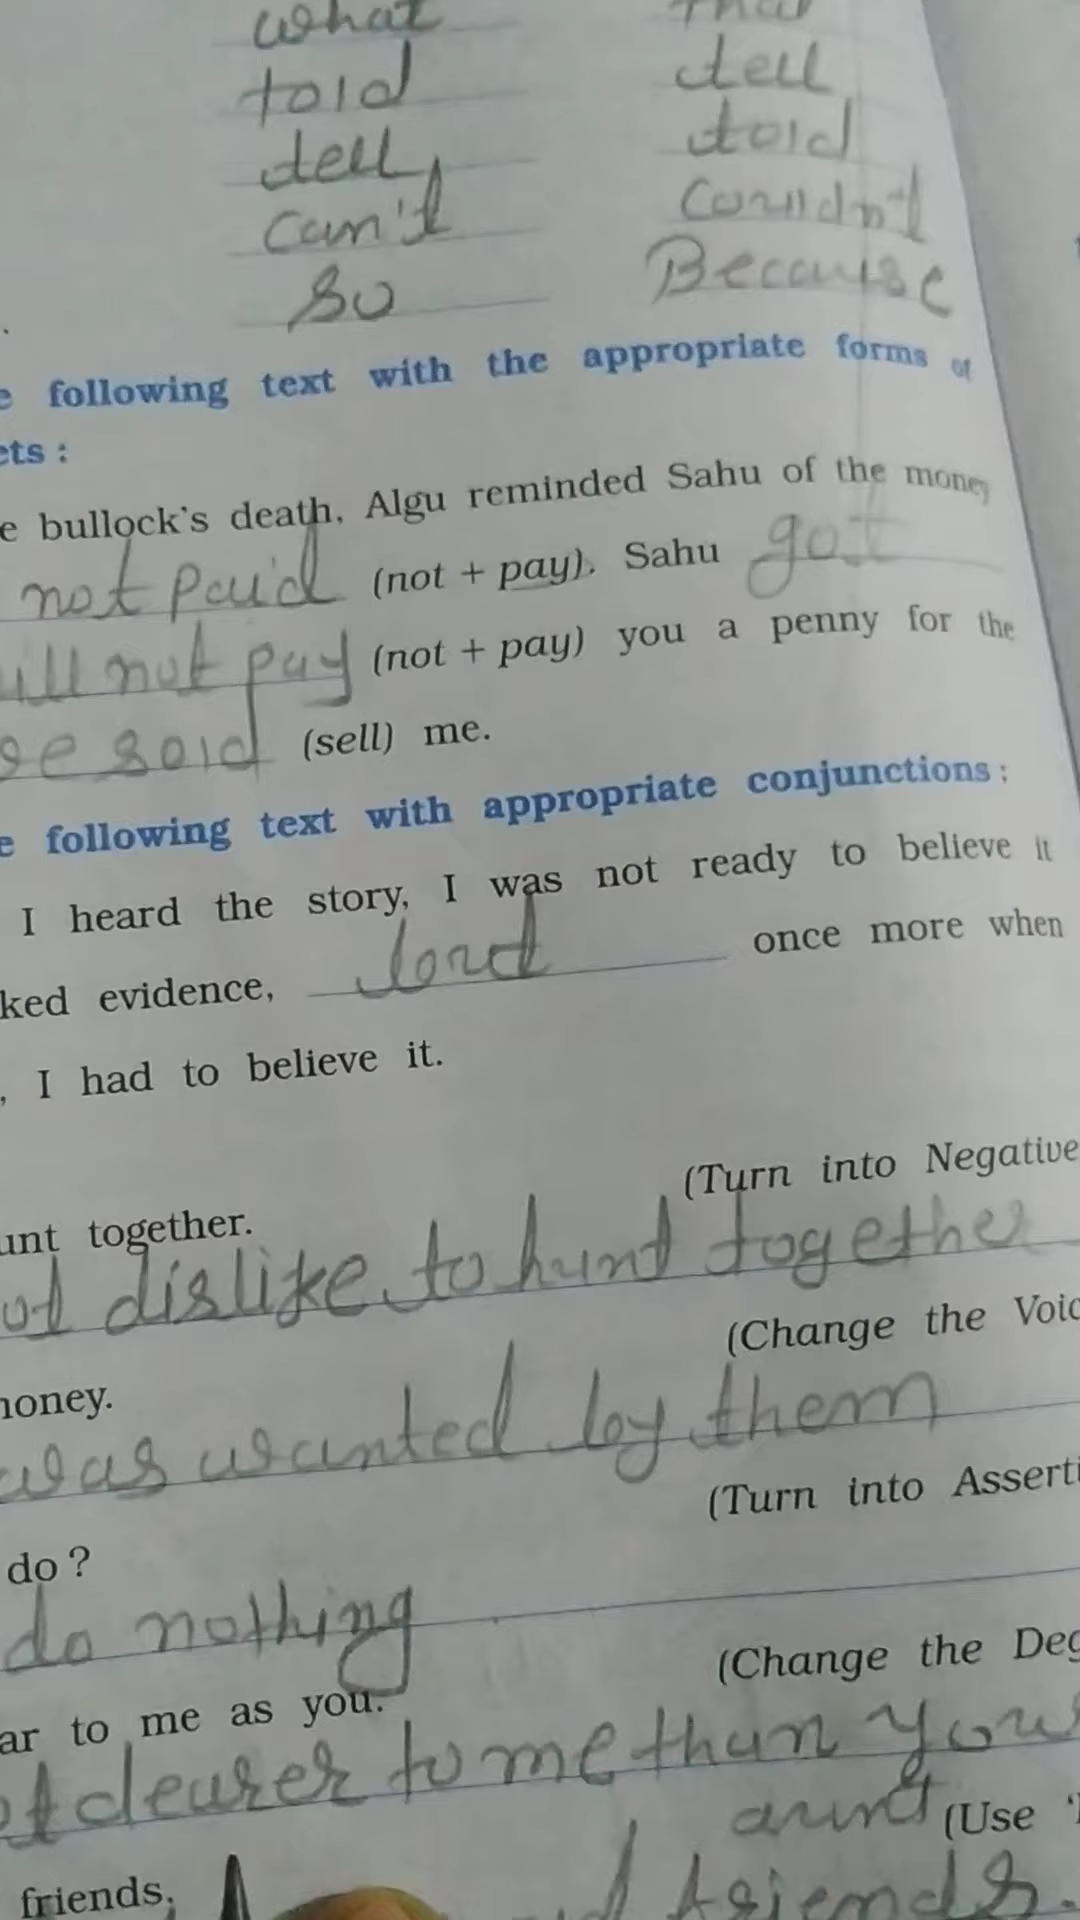 what
told tell
tell told
can't couldn't
so Because
following text with the appropriate forms of
ets :
e bullock's death, Algu reminded Sahu of the money
not paid (not + pay). Sahu got
ill not pay (not + pay) you a penny for the
sold (sell) me.
e following text with appropriate conjunctions :
I heard the story, I was not ready to believe it
ked evidence, once more when
, I had to believe it.
(Turn into Negative
unt together.
ot dislike to hunt together
(Change the Voic
money.
was wanted by them
(Turn into Asserti
do ?
do nothing
(Change the Deg
ar to me as you.
dearer to me than you
aunt (Use
friends.
friends.